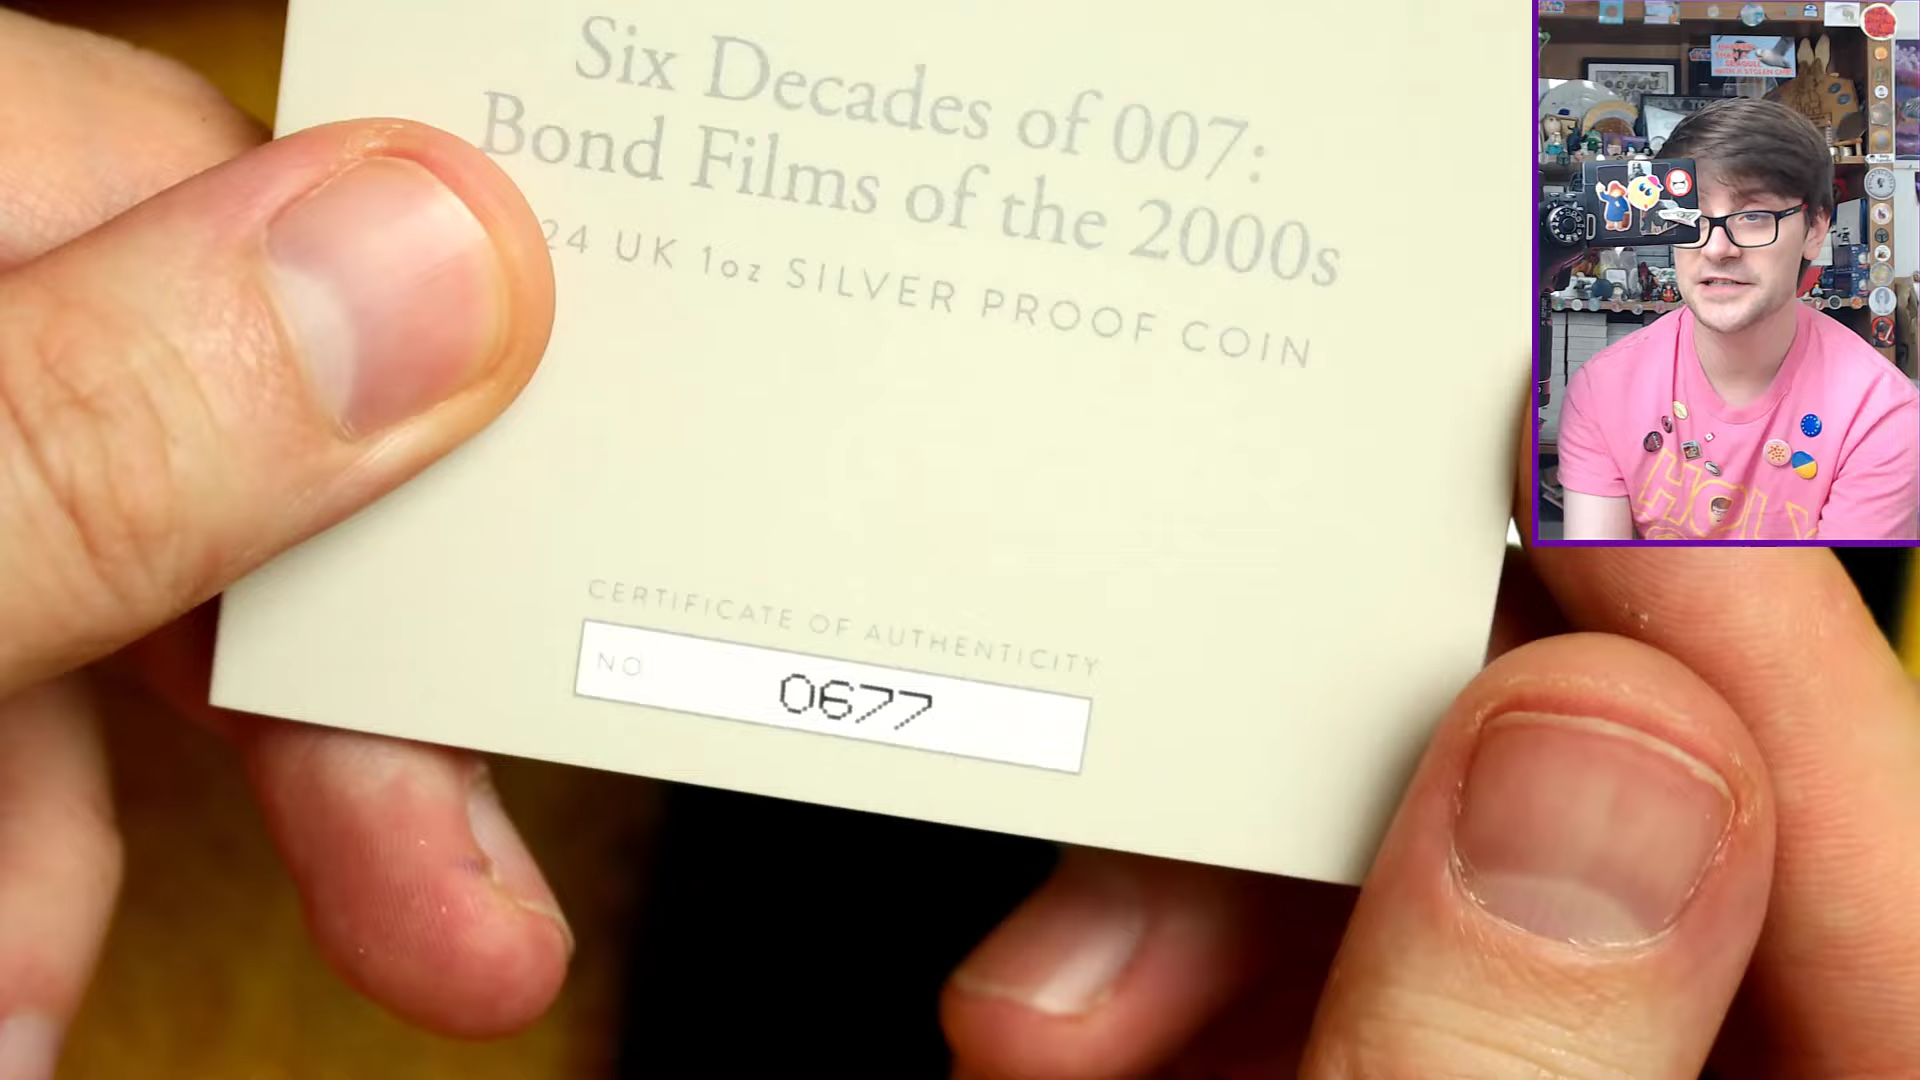 Six Decades of 007:
Bond Films of the 2000s
24 UK 1oz SILVER PROOF COIN
CERTIFICATE OF AUTHENTICITY
NO 0677
HOLY